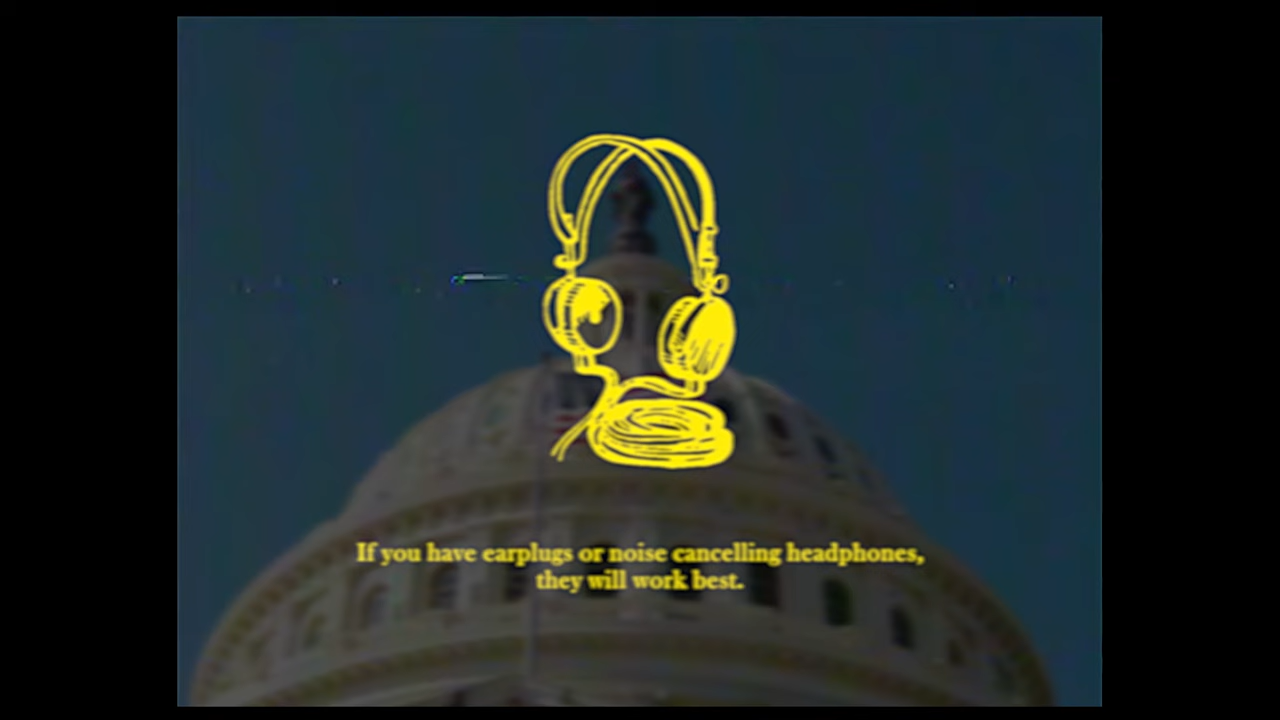 If you have earplugs or noise cancelling headphones,
they will work best.